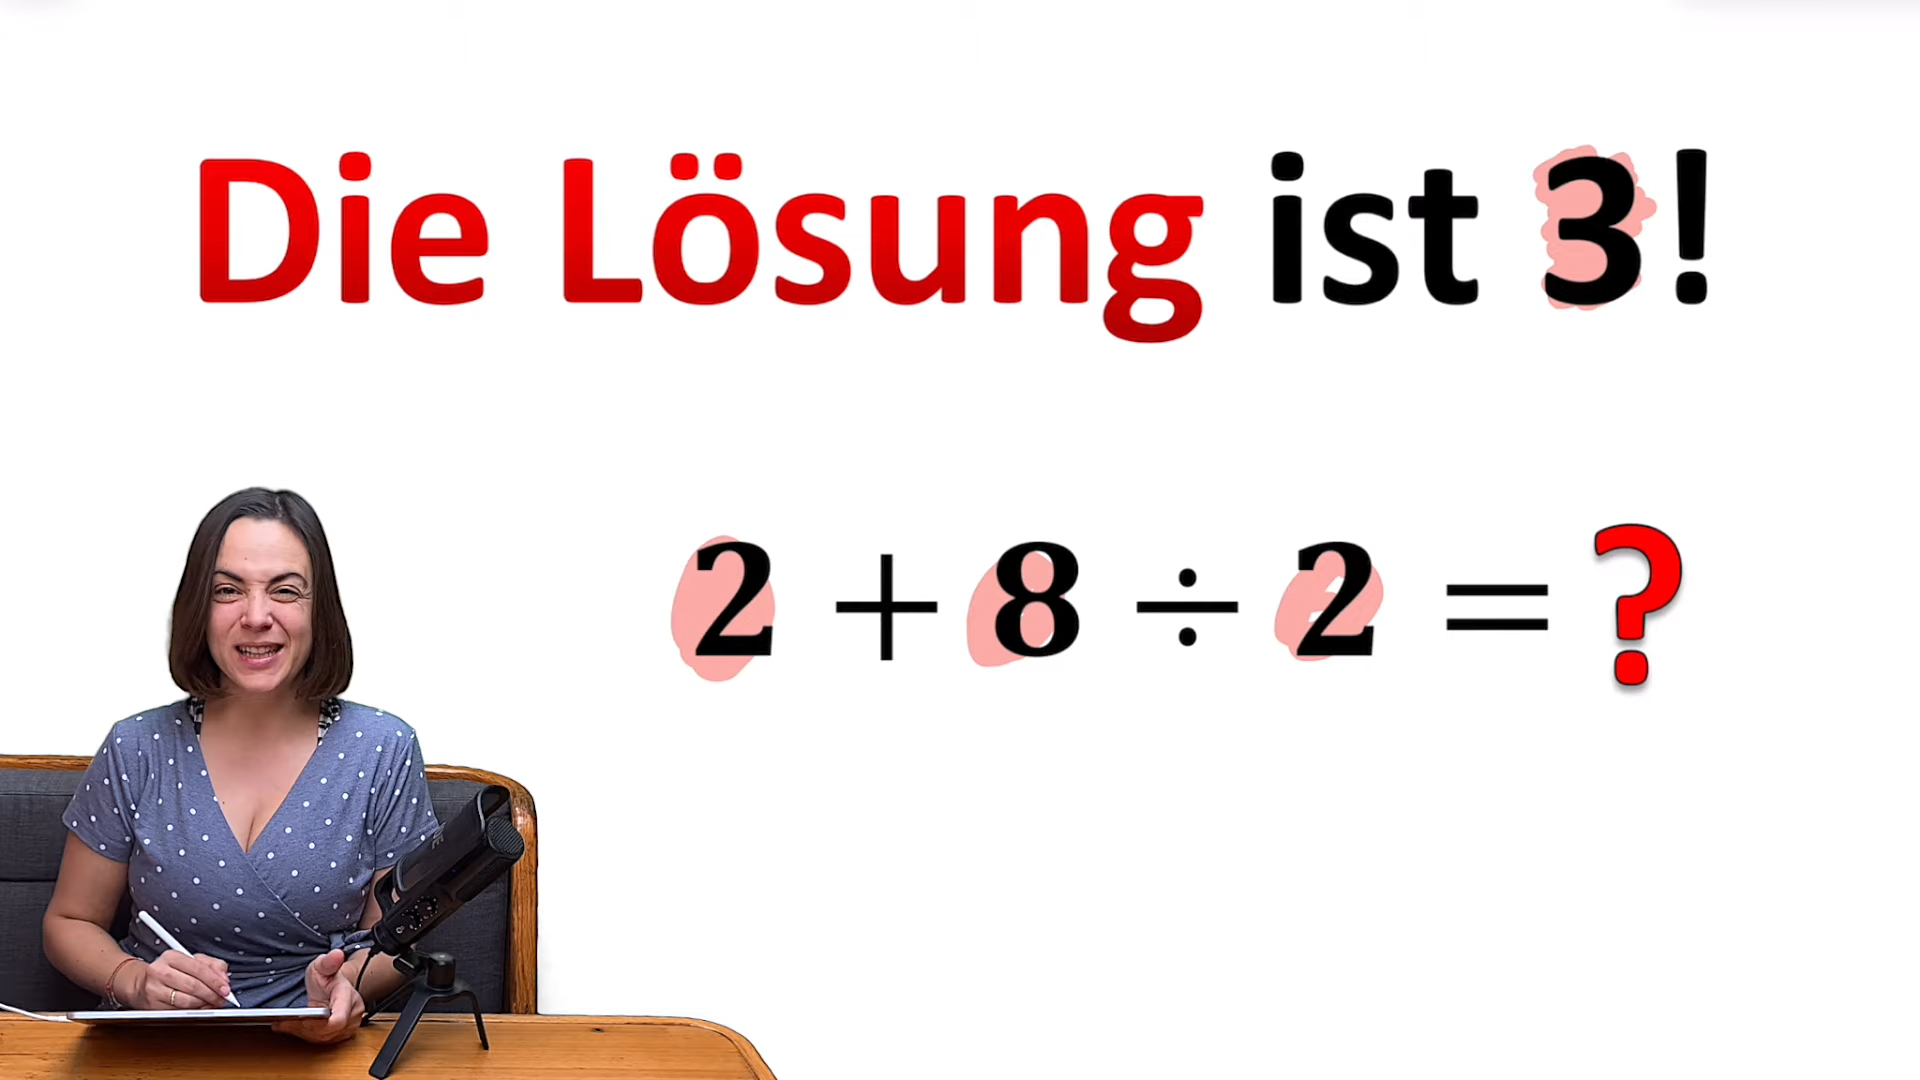 Die Lösung ist 3!
2 + 8 ÷ 2 = ?